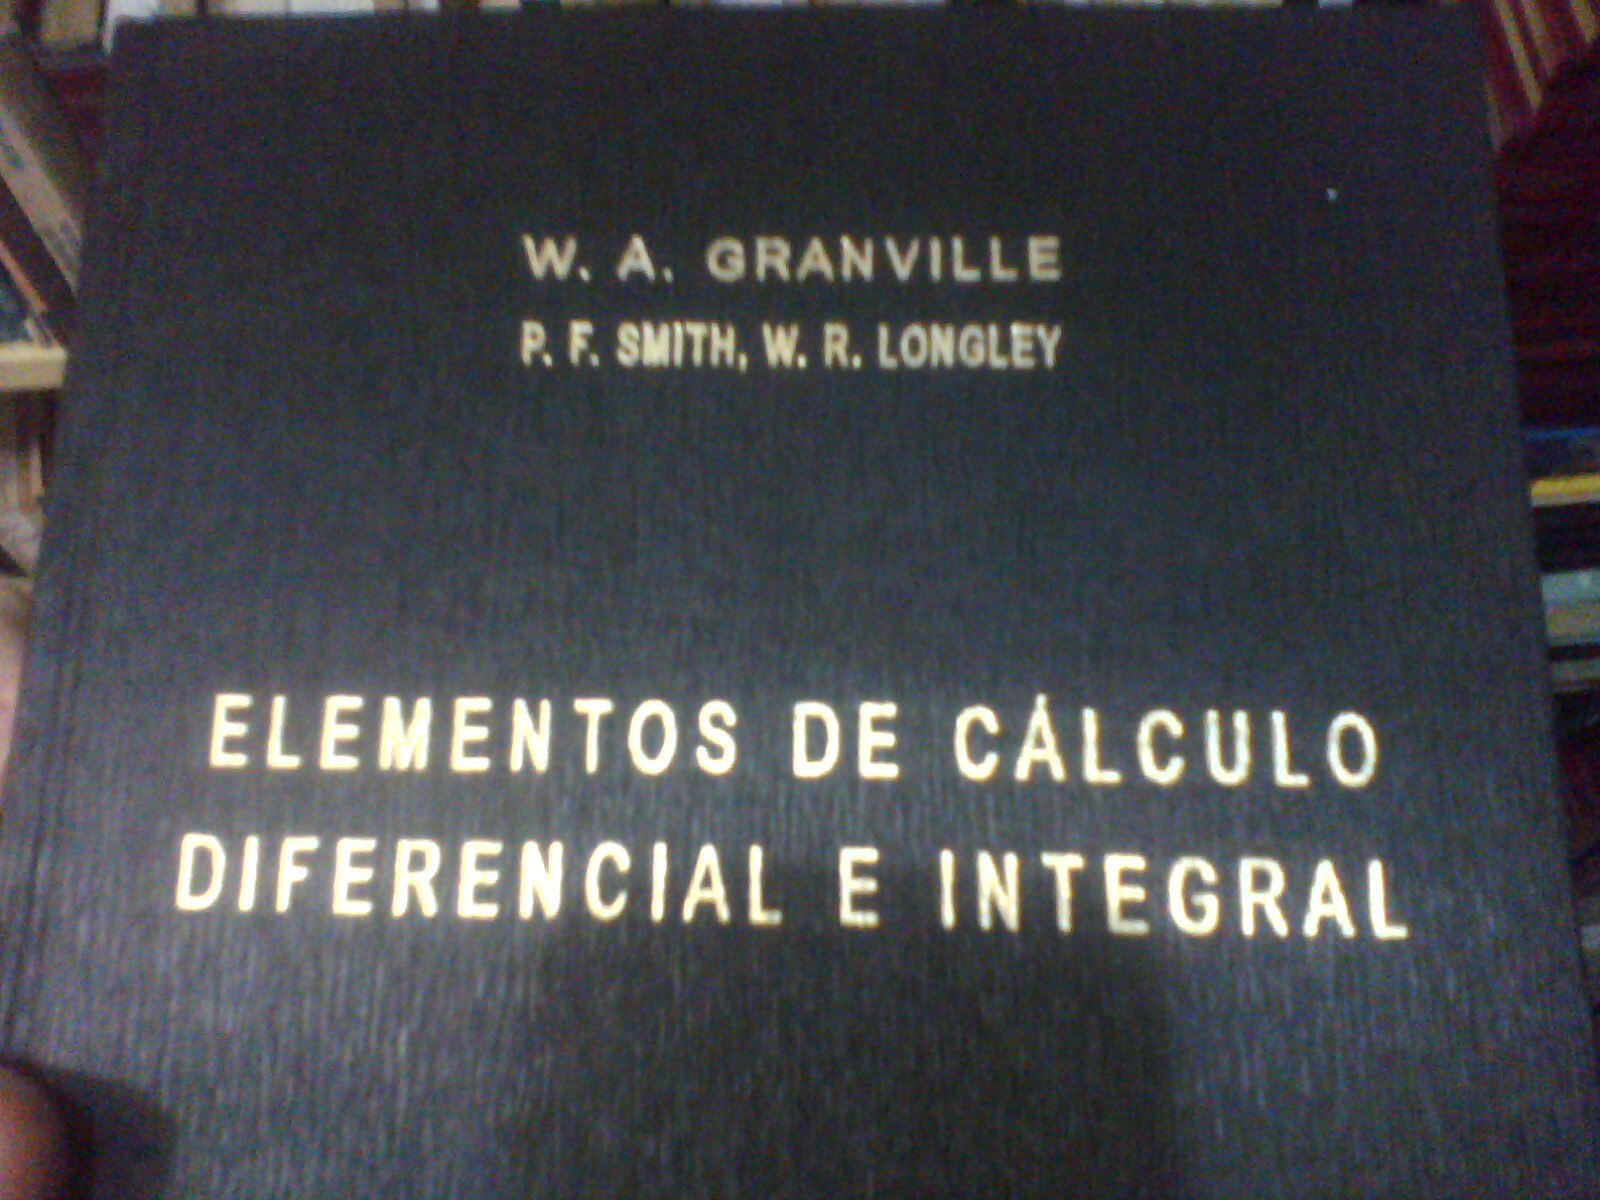 W. A. GRANVILLE
P. F. SMITH, W. R. LONGLEY
ELEMENTOS DE CÁLCULO
DIFERENCIAL E INTEGRAL